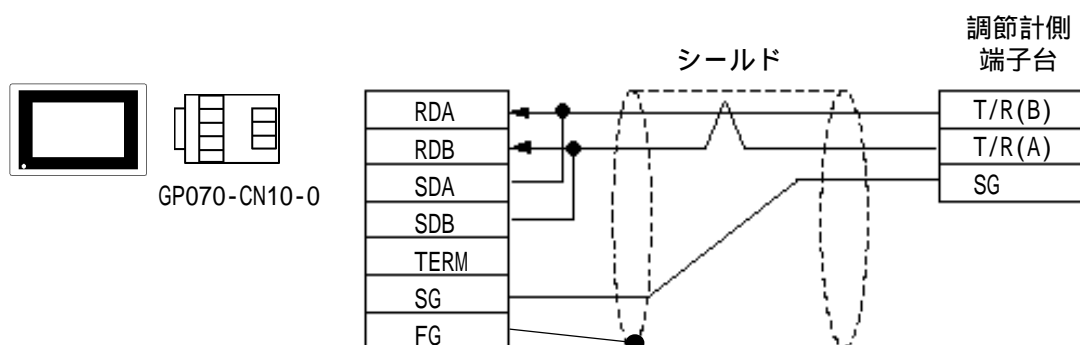 調節計側
端子台
シールド
GP070-CN10-0
RDA
RDB
SDA
SDB
TERM
SG
FG
T/R(B)
T/R(A)
SG